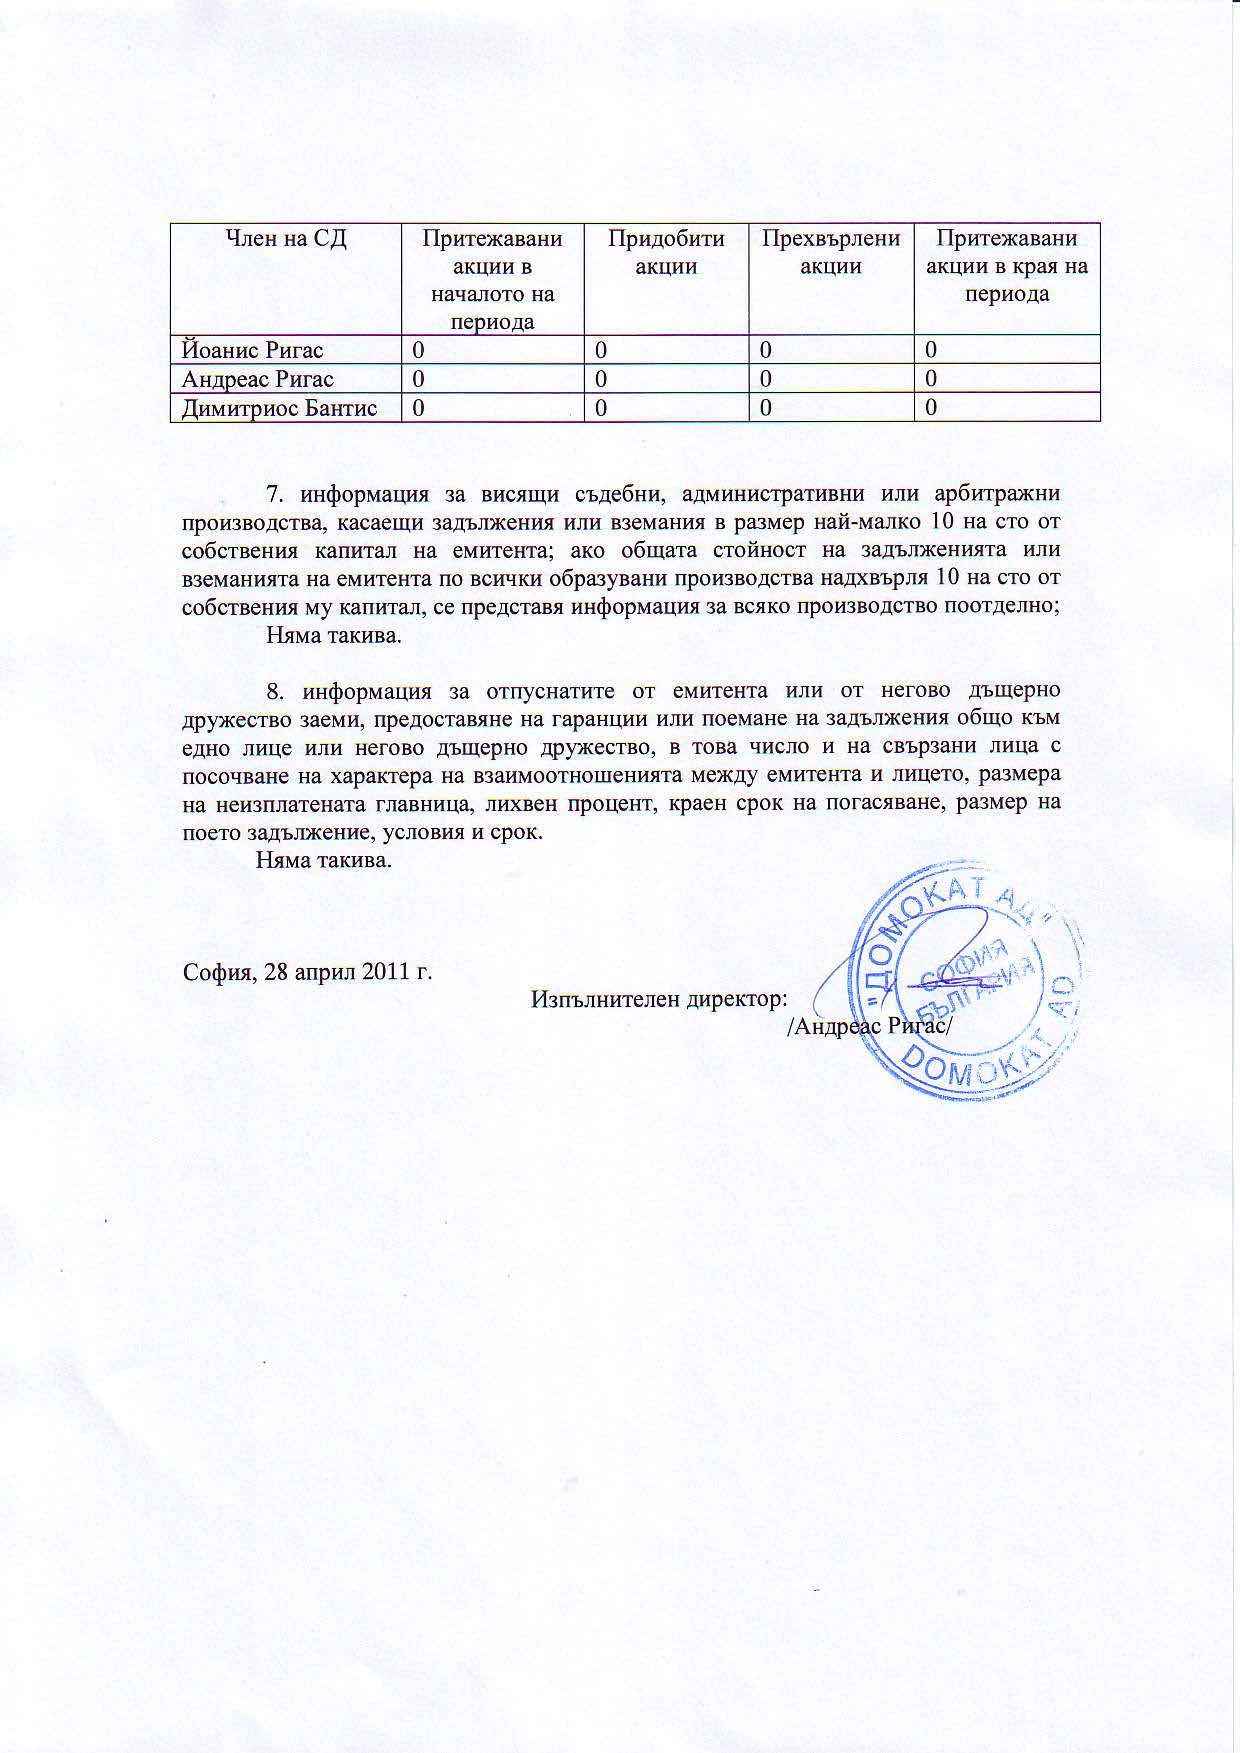 Член на СД Притежавани акции в началото на периода Придобити акции Прехвърлени акции Притежавани акции в края на периода
Йоанис Ригас 0 0 0 0
Андреас Ригас 0 0 0 0
Димитриос Бантис 0 0 0 0
7. информация за висящи съдебни, административни или арбитражни
производства, касаещи задължения или вземания в размер най-малко 10 на сто от
собствения капитал на емитента; ако общата стойност на задълженията или
вземанията на емитента по всички образувани производства надхвърля 10 на сто от
собствения му капитал, се представя информация за всяко производство поотделно;
Няма такива.
8. информация за отпуснатите от емитента или от негово дъщерно
дружество заеми, предоставяне на гаранции или поемане на задължения общо към
едно лице или негово дъщерно дружество, в това число и на свързани лица с
посочване на характера на взаимоотношенията между емитента и лицето, размера
на неизплатената главница, лихвен процент, краен срок на погасяване, размер на
поето задължение, условия и срок.
Няма такива.
София, 28 април 2011 г.
Изпълнителен директор:
/Андреас Ригас/
"ДОМОКАТ АД"
СОФИЯ
БЪЛГАРИЯ
DOMOKAT AD